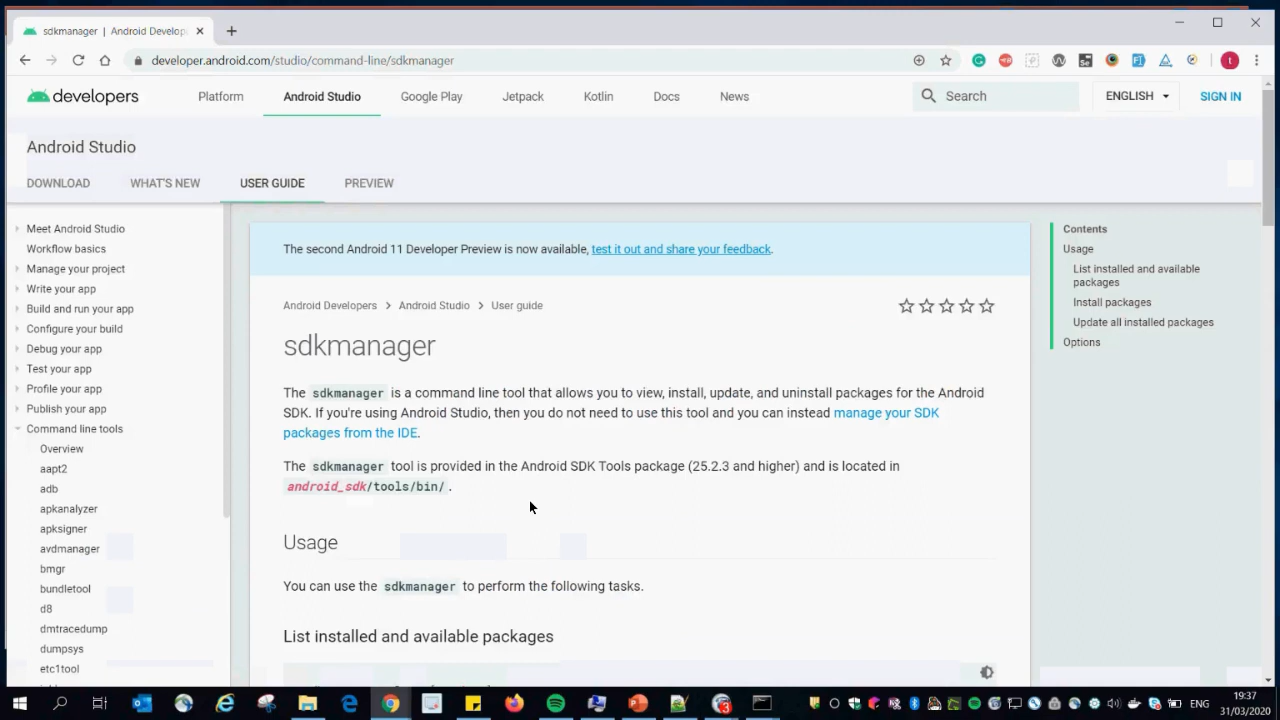 sdkmanager | Android Develop
developer.android.com/studio/command-line/sdkmanager
t
developers
Platform
Android Studio
Google Play
Jetpack
Kotlin
Docs
News
Search
ENGLISH
SIGN IN
Android Studio
DOWNLOAD
WHAT'S NEW
USER GUIDE
PREVIEW
Meet Android Studio
Workflow basics
Manage your project
Write your app
Build and run your app
Configure your build
Debug your app
Test your app
Profile your app
Publish your app
Command line tools
Overview
aapt2
adb
apkanalyzer
apksigner
avdmanager
bmgr
bundletool
d8
dmtracedump
dumpsys
etc1tool
The second Android 11 Developer Preview is now available, test it out and share your feedback.
Android Developers > Android Studio > User guide
sdkmanager
The sdkmanager is a command line tool that allows you to view, install, update, and uninstall packages for the Android
SDK. If you're using Android Studio, then you do not need to use this tool and you can instead manage your SDK
packages from the IDE.
The sdkmanager tool is provided in the Android SDK Tools package (25.2.3 and higher) and is located in
android_sdk/tools/bin/ .
Usage
You can use the sdkmanager to perform the following tasks.
List installed and available packages
Contents
Usage
List installed and available
packages
Install packages
Update all installed packages
Options
ENG
19:37
31/03/2020